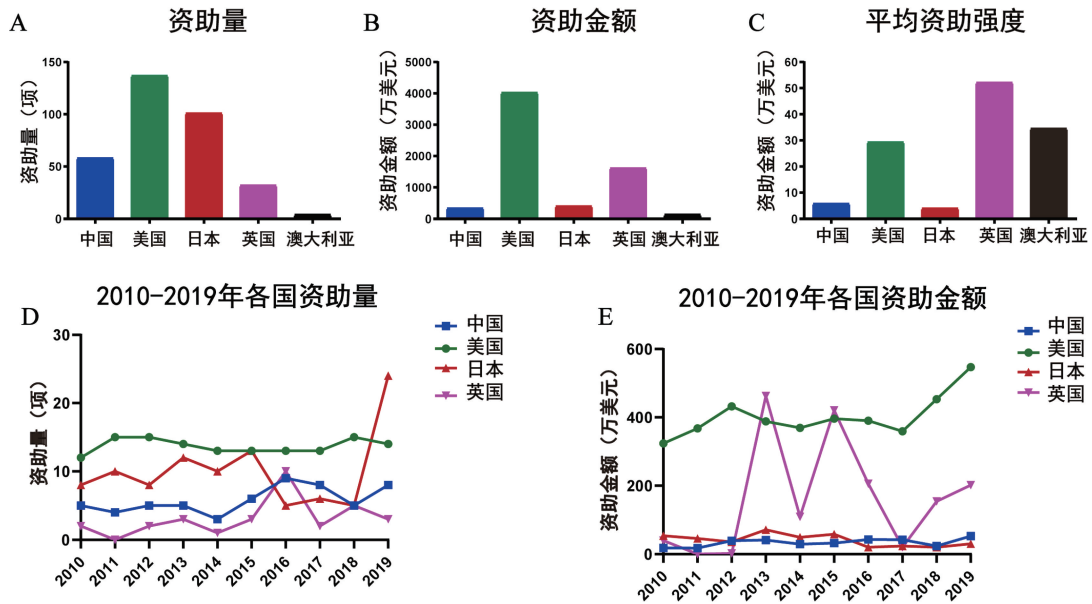 A
资助量
资助量（项）
150
100
50
0
中国 美国 日本 英国 澳大利亚
B
资助金额
资助金额（万美元）
5000
4000
3000
2000
1000
0
中国 美国 日本 英国 澳大利亚
C
平均资助强度
资助金额（万美元）
60
50
40
30
20
10
0
中国 美国 日本 英国 澳大利亚
D
2010-2019年各国资助量
资助量（项）
30
20
10
0
2010 2011 2012 2013 2014 2015 2016 2017 2018 2019
中国
美国
日本
英国
E
2010-2019年各国资助金额
资助金额（万美元）
600
400
200
0
2010 2011 2012 2013 2014 2015 2016 2017 2018 2019
中国
美国
日本
英国